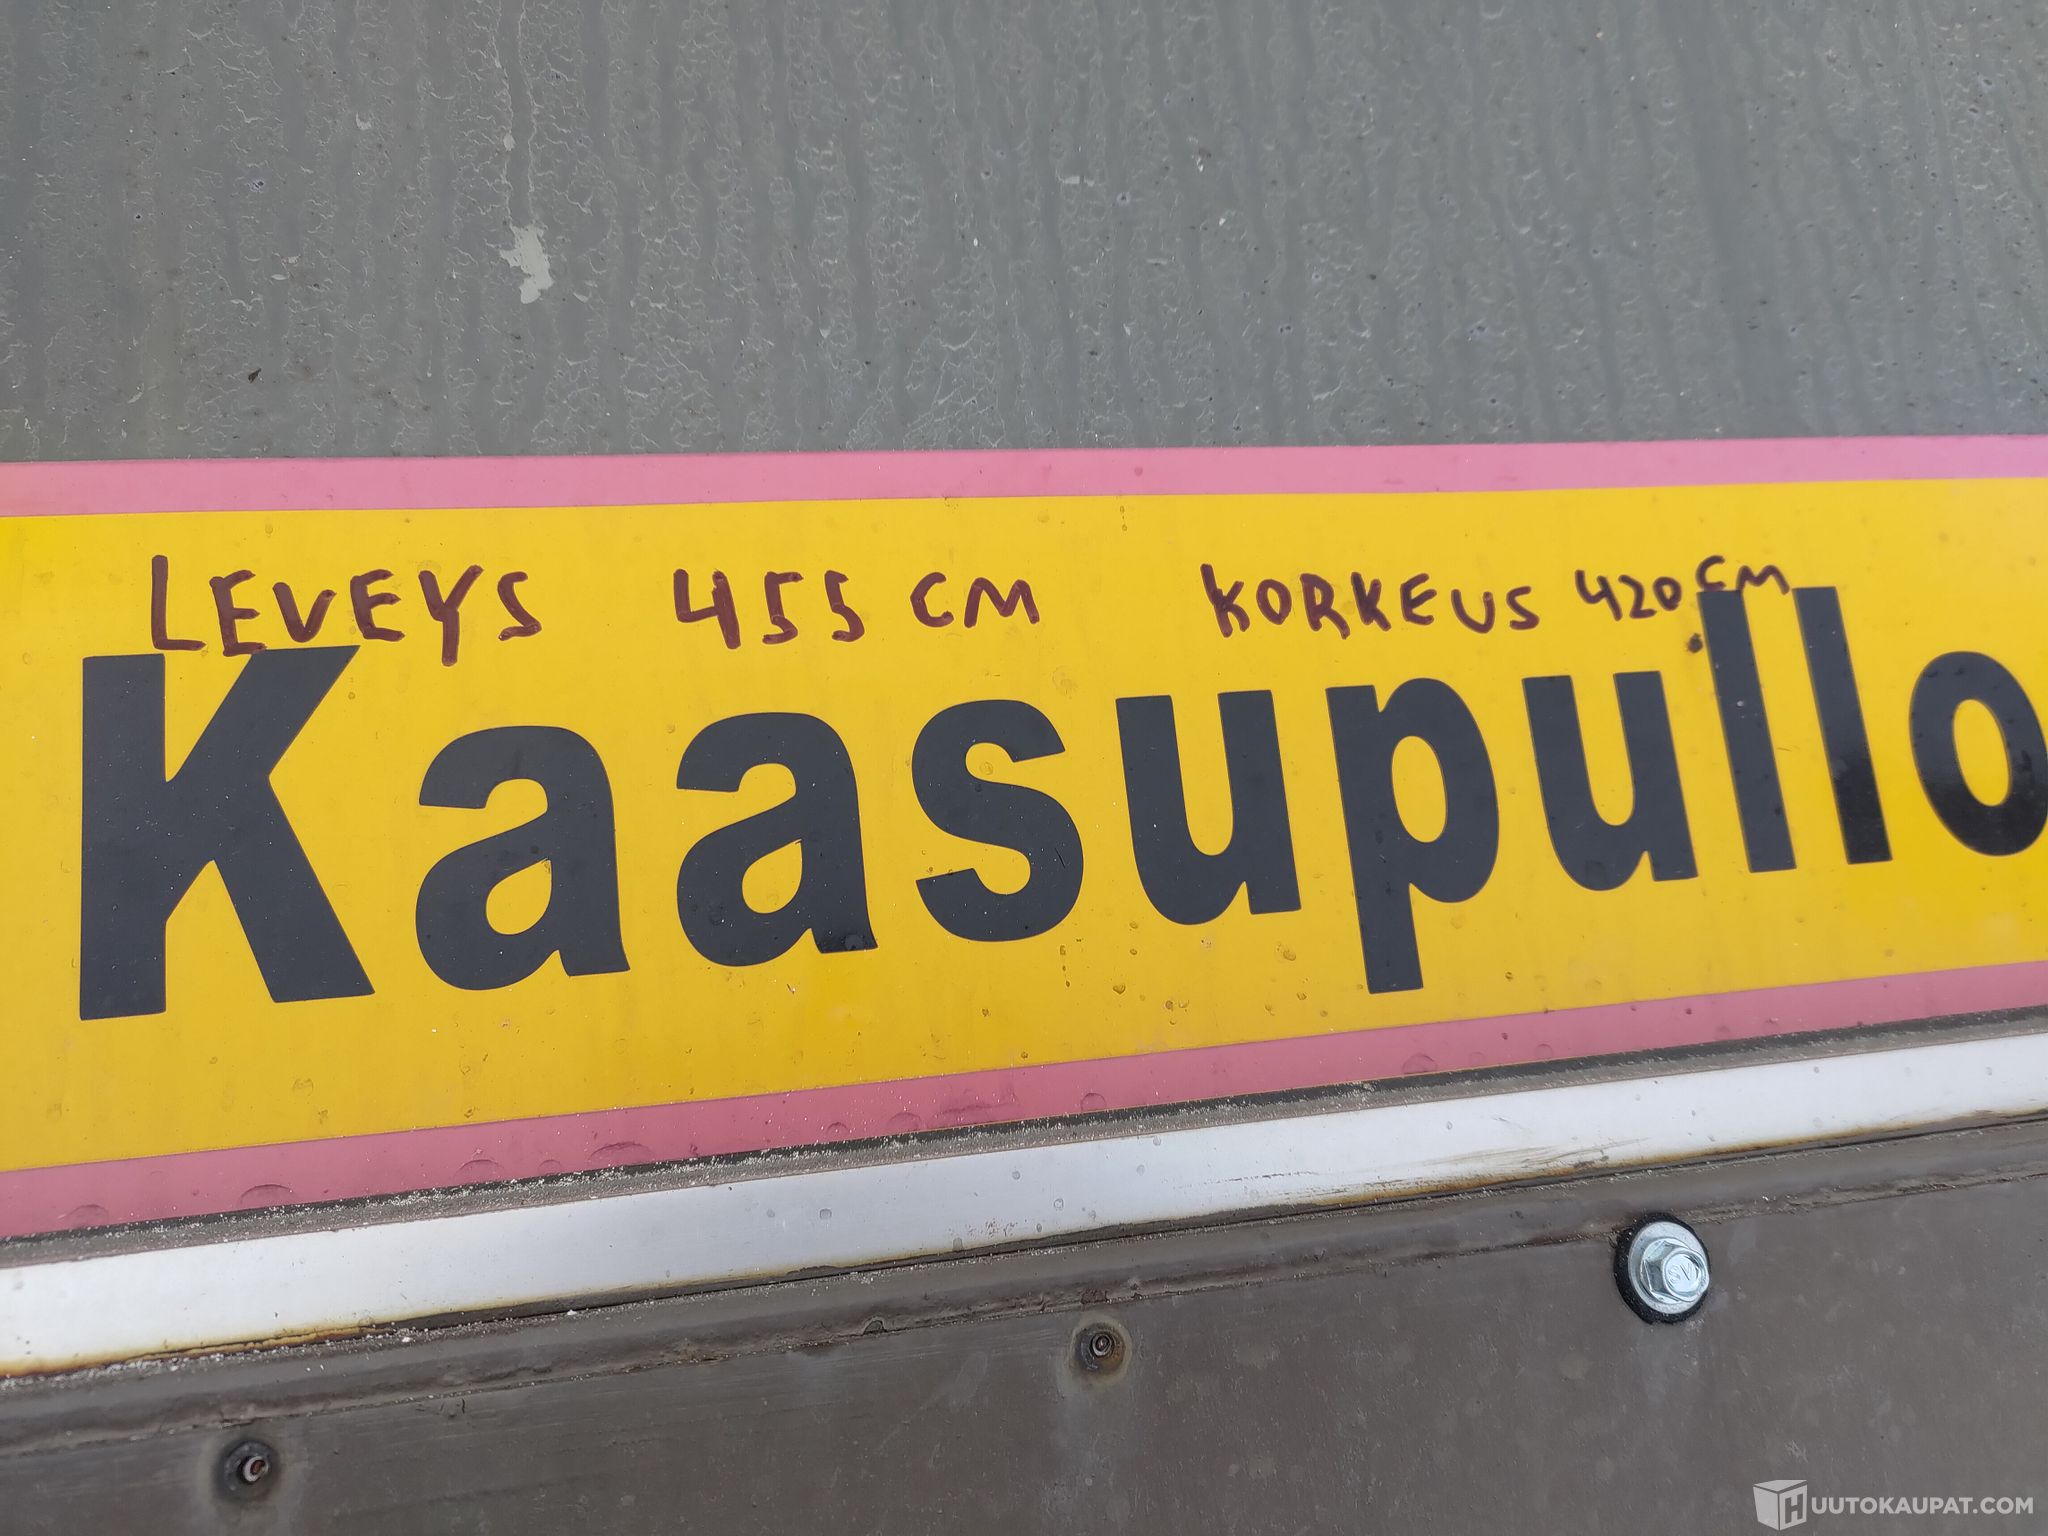 LEVEYS 455 CM KORKEUS 420 CM
Kaasupullo
HUUTOKAUPAT.COM